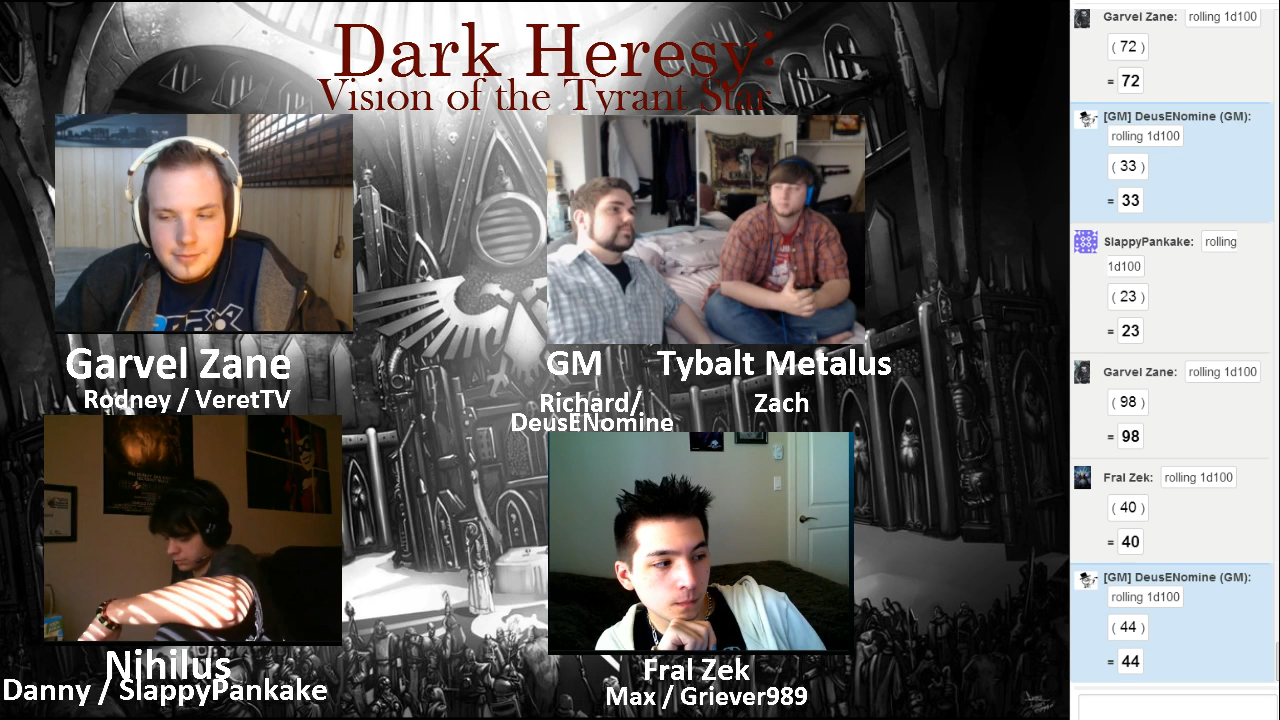 Dark Heresy:
Vision of the Tyrant Star
Garvel Zane
Rodney / VeretTV
GM
Richard/
DeusENomine
Tybalt Metalus
Zach
Nihilus
Danny / SlappyPankake
Fral Zek
Max / Griever989
Garvel Zane: rolling 1d100
( 72 )
= 72
[GM] DeusENomine (GM):
rolling 1d100
( 33 )
= 33
SlappyPankake: rolling
1d100
( 23 )
= 23
Garvel Zane: rolling 1d100
( 98 )
= 98
Fral Zek: rolling 1d100
( 40 )
= 40
[GM] DeusENomine (GM):
rolling 1d100
( 44 )
= 44